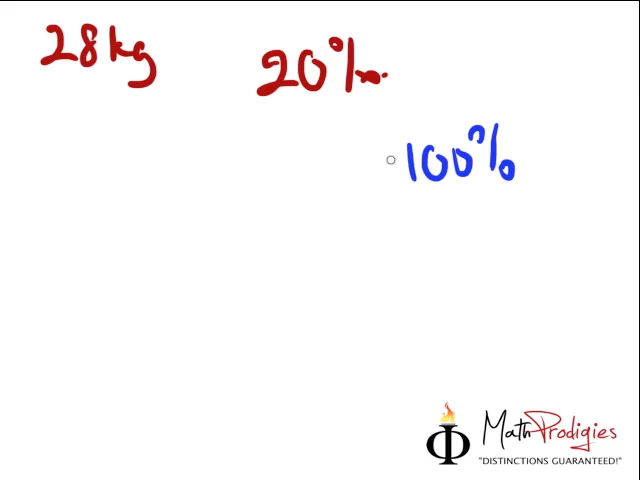 28kg 20%
100%
Φ MathProdigies
"DISTINCTIONS GUARANTEED!"